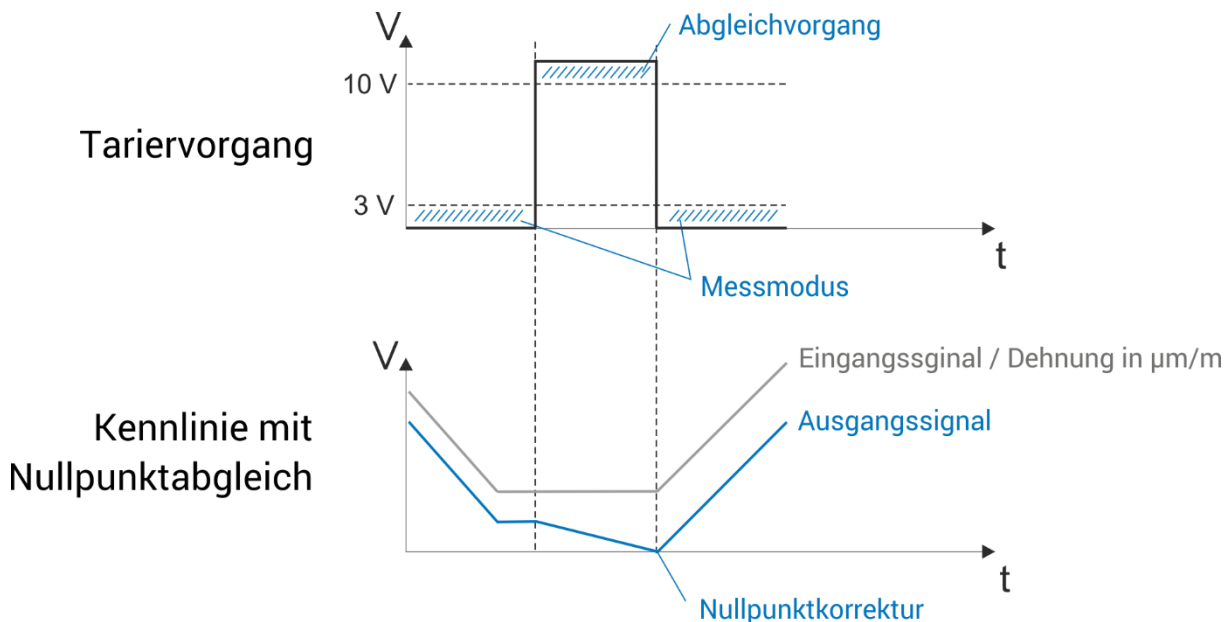 V
Abgleichvorgang
10 V
Tariervorgang
3 V
t
Messmodus
V
Eingangssginal / Dehnung in µm/m
Kennlinie mit
Nullpunktabgleich
Ausgangssignal
t
Nullpunktkorrektur